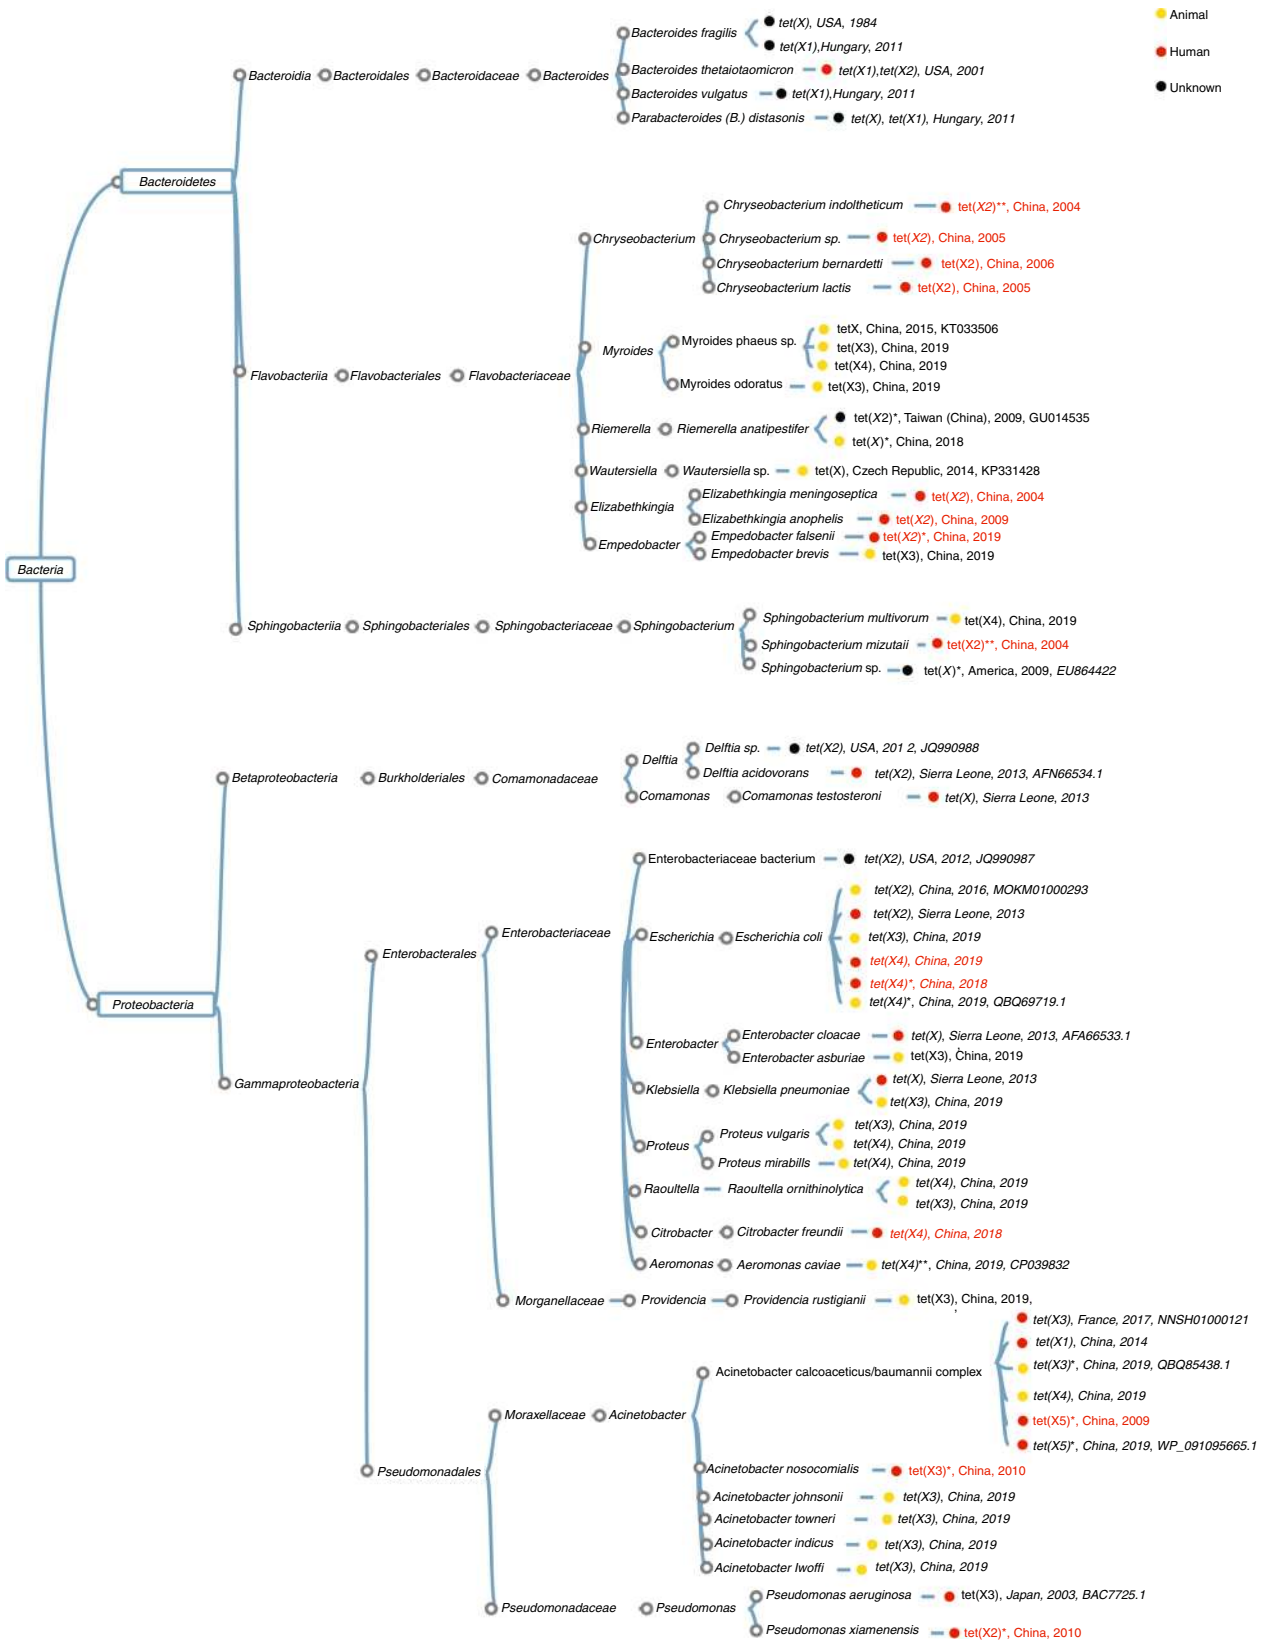 Animal
Human
Unknown
Bacteria
Bacteroidetes
Bacteroidia
Bacteroidales
Bacteroidaceae
Bacteroides
Bacteroides fragilis
tet(X), USA, 1984
tet(X1),Hungary, 2011
Bacteroides thetaiotaomicron
tet(X1),tet(X2), USA, 2001
Bacteroides vulgatus
tet(X1),Hungary, 2011
Parabacteroides (B.) distasonis
tet(X), tet(X1), Hungary, 2011
Flavobacteriia
Flavobacteriales
Flavobacteriaceae
Chryseobacterium
Chryseobacterium indoltheticum
tet(X2)**, China, 2004
Chryseobacterium sp.
tet(X2), China, 2005
Chryseobacterium bernardetti
tet(X2), China, 2006
Chryseobacterium lactis
tet(X2), China, 2005
Myroides
Myroides phaeus sp.
tetX, China, 2015, KT033506
tet(X3), China, 2019
tet(X4), China, 2019
Myroides odoratus
tet(X3), China, 2019
Riemerella
Riemerella anatipestifer
tet(X2)*, Taiwan (China), 2009, GU014535
tet(X)*, China, 2018
Wautersiella
Wautersiella sp.
tet(X), Czech Republic, 2014, KP331428
Elizabethkingia
Elizabethkingia meningoseptica
tet(X2), China, 2004
Elizabethkingia anophelis
tet(X2), China, 2009
Empedobacter
Empedobacter falsenii
tet(X2)*, China, 2019
Empedobacter brevis
tet(X3), China, 2019
Sphingobacteriia
Sphingobacteriales
Sphingobacteriaceae
Sphingobacterium
Sphingobacterium multivorum
tet(X4), China, 2019
Sphingobacterium mizutaii
tet(X2)**, China, 2004
Sphingobacterium sp.
tet(X)*, America, 2009, EU864422
Proteobacteria
Betaproteobacteria
Burkholderiales
Comamonadaceae
Delftia
Delftia sp.
tet(X2), USA, 201 2, JQ990988
Delftia acidovorans
tet(X2), Sierra Leone, 2013, AFN66534.1
Comamonas
Comamonas testosteroni
tet(X), Sierra Leone, 2013
Gammaproteobacteria
Enterobacterales
Enterobacteriaceae
Enterobacteriaceae bacterium
tet(X2), USA, 2012, JQ990987
Escherichia
Escherichia coli
tet(X2), China, 2016, MOKM01000293
tet(X2), Sierra Leone, 2013
tet(X3), China, 2019
tet(X4), China, 2019
tet(X4)*, China, 2018
tet(X4)*, China, 2019, QBQ69719.1
Enterobacter
Enterobacter cloacae
tet(X), Sierra Leone, 2013, AFA66533.1
Enterobacter asburiae
tet(X3), China, 2019
Klebsiella
Klebsiella pneumoniae
tet(X), Sierra Leone, 2013
tet(X3), China, 2019
Proteus
Proteus vulgaris
tet(X3), China, 2019
tet(X4), China, 2019
Proteus mirabills
tet(X4), China, 2019
Raoultella
Raoultella ornithinolytica
tet(X4), China, 2019
tet(X3), China, 2019
Citrobacter
Citrobacter freundii
tet(X4), China, 2018
Aeromonas
Aeromonas caviae
tet(X4)**, China, 2019, CP039832
Morganellaceae
Providencia
Providencia rustigianii
tet(X3), China, 2019,
Pseudomonadales
Moraxellaceae
Acinetobacter
Acinetobacter calcoaceticus/baumannii complex
tet(X3), France, 2017, NNSH01000121
tet(X1), China, 2014
tet(X3)*, China, 2019, QBQ85438.1
tet(X4), China, 2019
tet(X5)*, China, 2009
tet(X5)*, China, 2019, WP_091095665.1
Acinetobacter nosocomialis
tet(X3)*, China, 2010
Acinetobacter johnsonii
tet(X3), China, 2019
Acinetobacter towneri
tet(X3), China, 2019
Acinetobacter indicus
tet(X3), China, 2019
Acinetobacter Iwoffi
tet(X3), China, 2019
Pseudomonadaceae
Pseudomonas
Pseudomonas aeruginosa
tet(X3), Japan, 2003, BAC7725.1
Pseudomonas xiamenensis
tet(X2)*, China, 2010